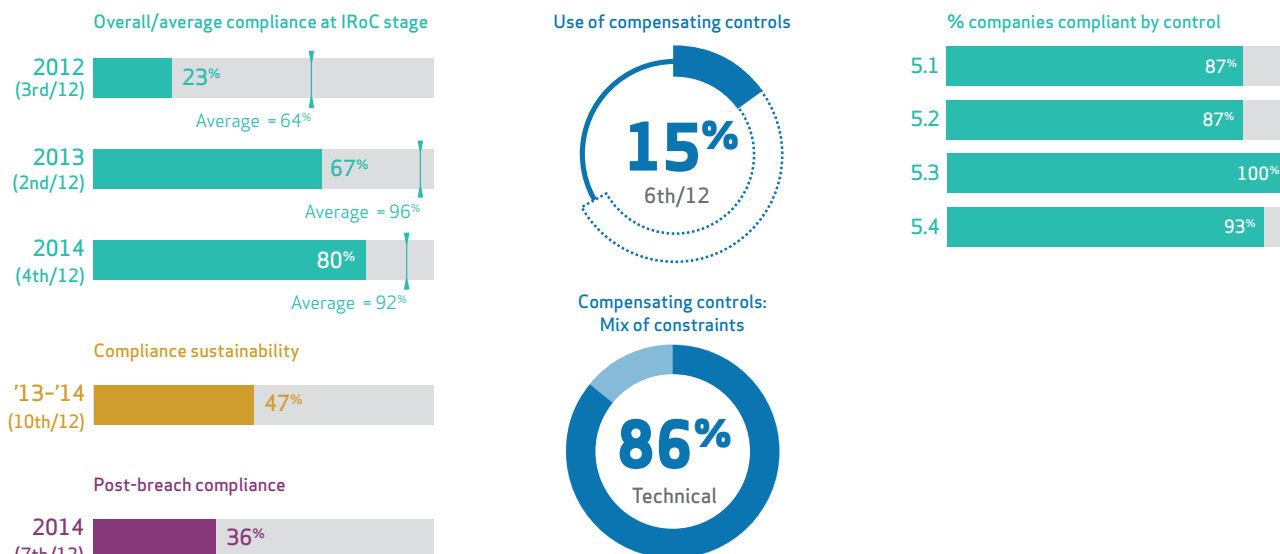 Overall/average compliance at IRoC stage
2012
(3rd/12)
23%
Average = 64%
2013
(2nd/12)
67%
Average = 96%
2014
(4th/12)
80%
Average = 92%
Compliance sustainability
'13–'14
(10th/12)
47%
Post-breach compliance
2014
(7th/12)
36%
Use of compensating controls
15%
6th/12
Compensating controls:
Mix of constraints
86%
Technical
% companies compliant by control
5.1
87%
5.2
87%
5.3
100%
5.4
93%